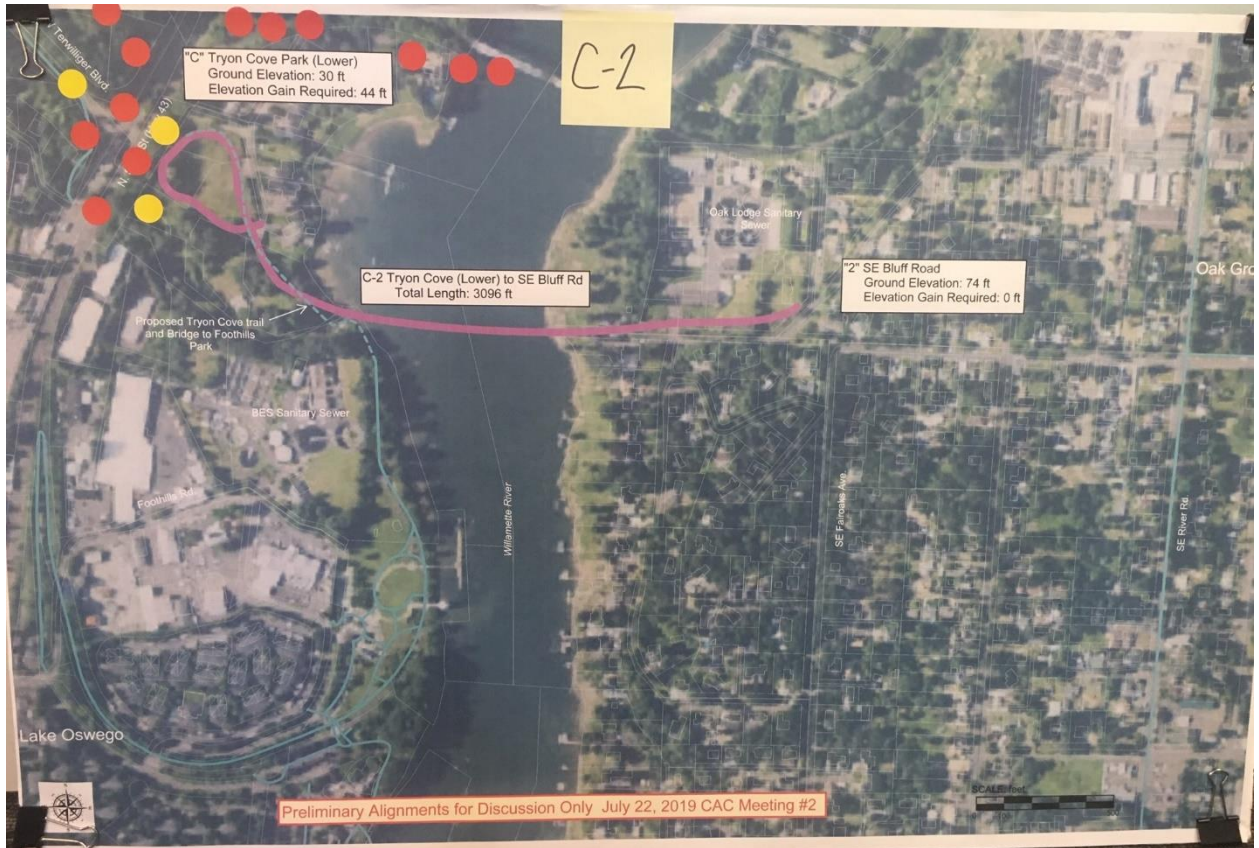 Terwilliger Blvd.
"C" Tryon Cove Park (Lower)
Ground Elevation: 30 ft
Elevation Gain Required: 44 ft
C-2
Oak Lodge Sanitary
Sewer
"2" SE Bluff Road
Ground Elevation: 74 ft
Elevation Gain Required: 0 ft
Oak Gro
C-2 Tryon Cove (Lower) to SE Bluff Rd
Total Length: 3096 ft
Proposed Tryon Cove trail
and Bridge to Foothills
Park
BES Sanitary Sewer
Foothills Rd.
Willamette River
SE Fairoaks Ave
SE River Rd.
Lake Oswego
SCALE: feet
Preliminary Alignments for Discussion Only July 22, 2019 CAC Meeting #2